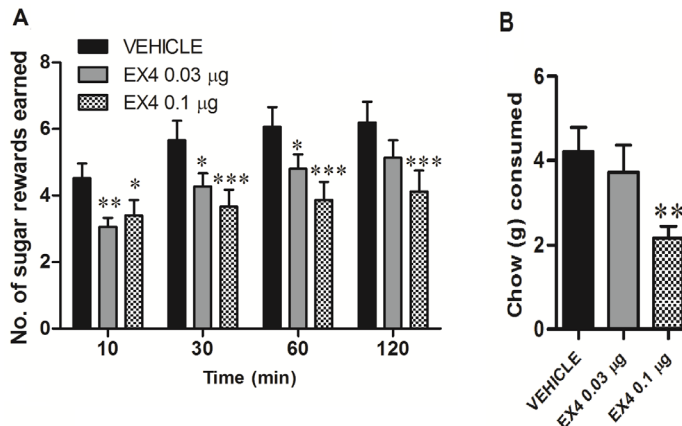 A
VEHICLE
EX4 0.03 µg
EX4 0.1 µg
No. of sugar rewards earned
8
6
4
2
0
** *
* ***
* ***
***
10 30 60 120
Time (min)
B
Chow (g) consumed
6
4
2
0
**
VEHICLE
EX4 0.03 µg
EX4 0.1 µg